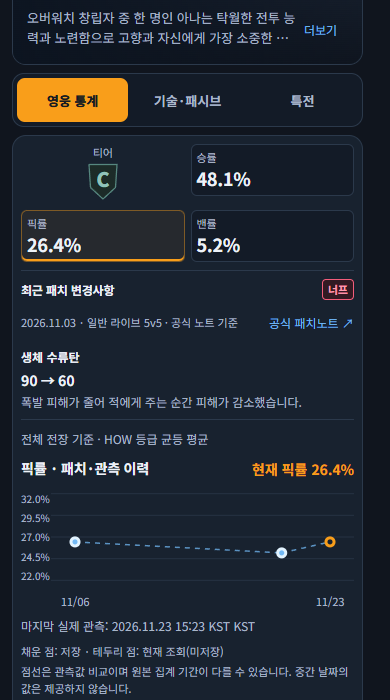 오버워치 창립자 중 한 명인 아나는 탁월한 전투 능
력과 노련함으로 고향과 자신에게 가장 소중한 … 더보기
영웅 통계 기술·패시브 특전
티어
C
승률
48.1%
픽률
26.4%
밴률
5.2%
최근 패치 변경사항 너프
2026.11.03 · 일반 라이브 5v5 · 공식 노트 기준 공식 패치노트 ↗
생체 수류탄
90 → 60
폭발 피해가 줄어 적에게 주는 순간 피해가 감소했습니다.
전체 전장 기준 · HOW 등급 균등 평균
픽률 · 패치·관측 이력 현재 픽률 26.4%
32.0%
29.5%
27.0%
24.5%
22.0%
11/06 11/23
마지막 실제 관측: 2026.11.23 15:23 KST KST
채운 점: 저장 · 테두리 점: 현재 조회(미저장)
점선은 관측값 비교이며 원본 집계 기간이 다를 수 있습니다. 중간 날짜의
값은 제공하지 않습니다.